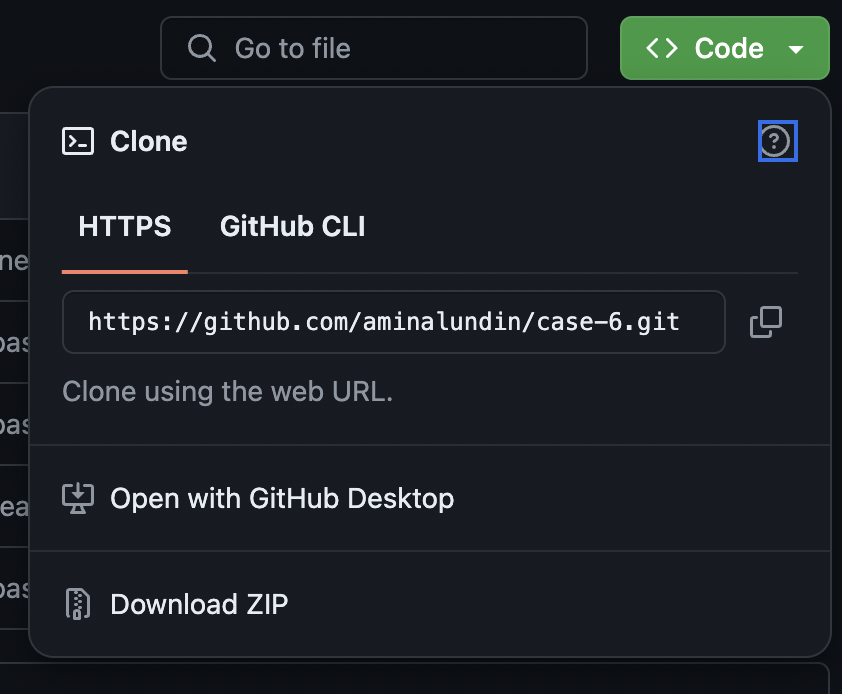 Go to file
Code
Clone
HTTPS
GitHub CLI
https://github.com/aminalundin/case-6.git
Clone using the web URL.
Open with GitHub Desktop
Download ZIP